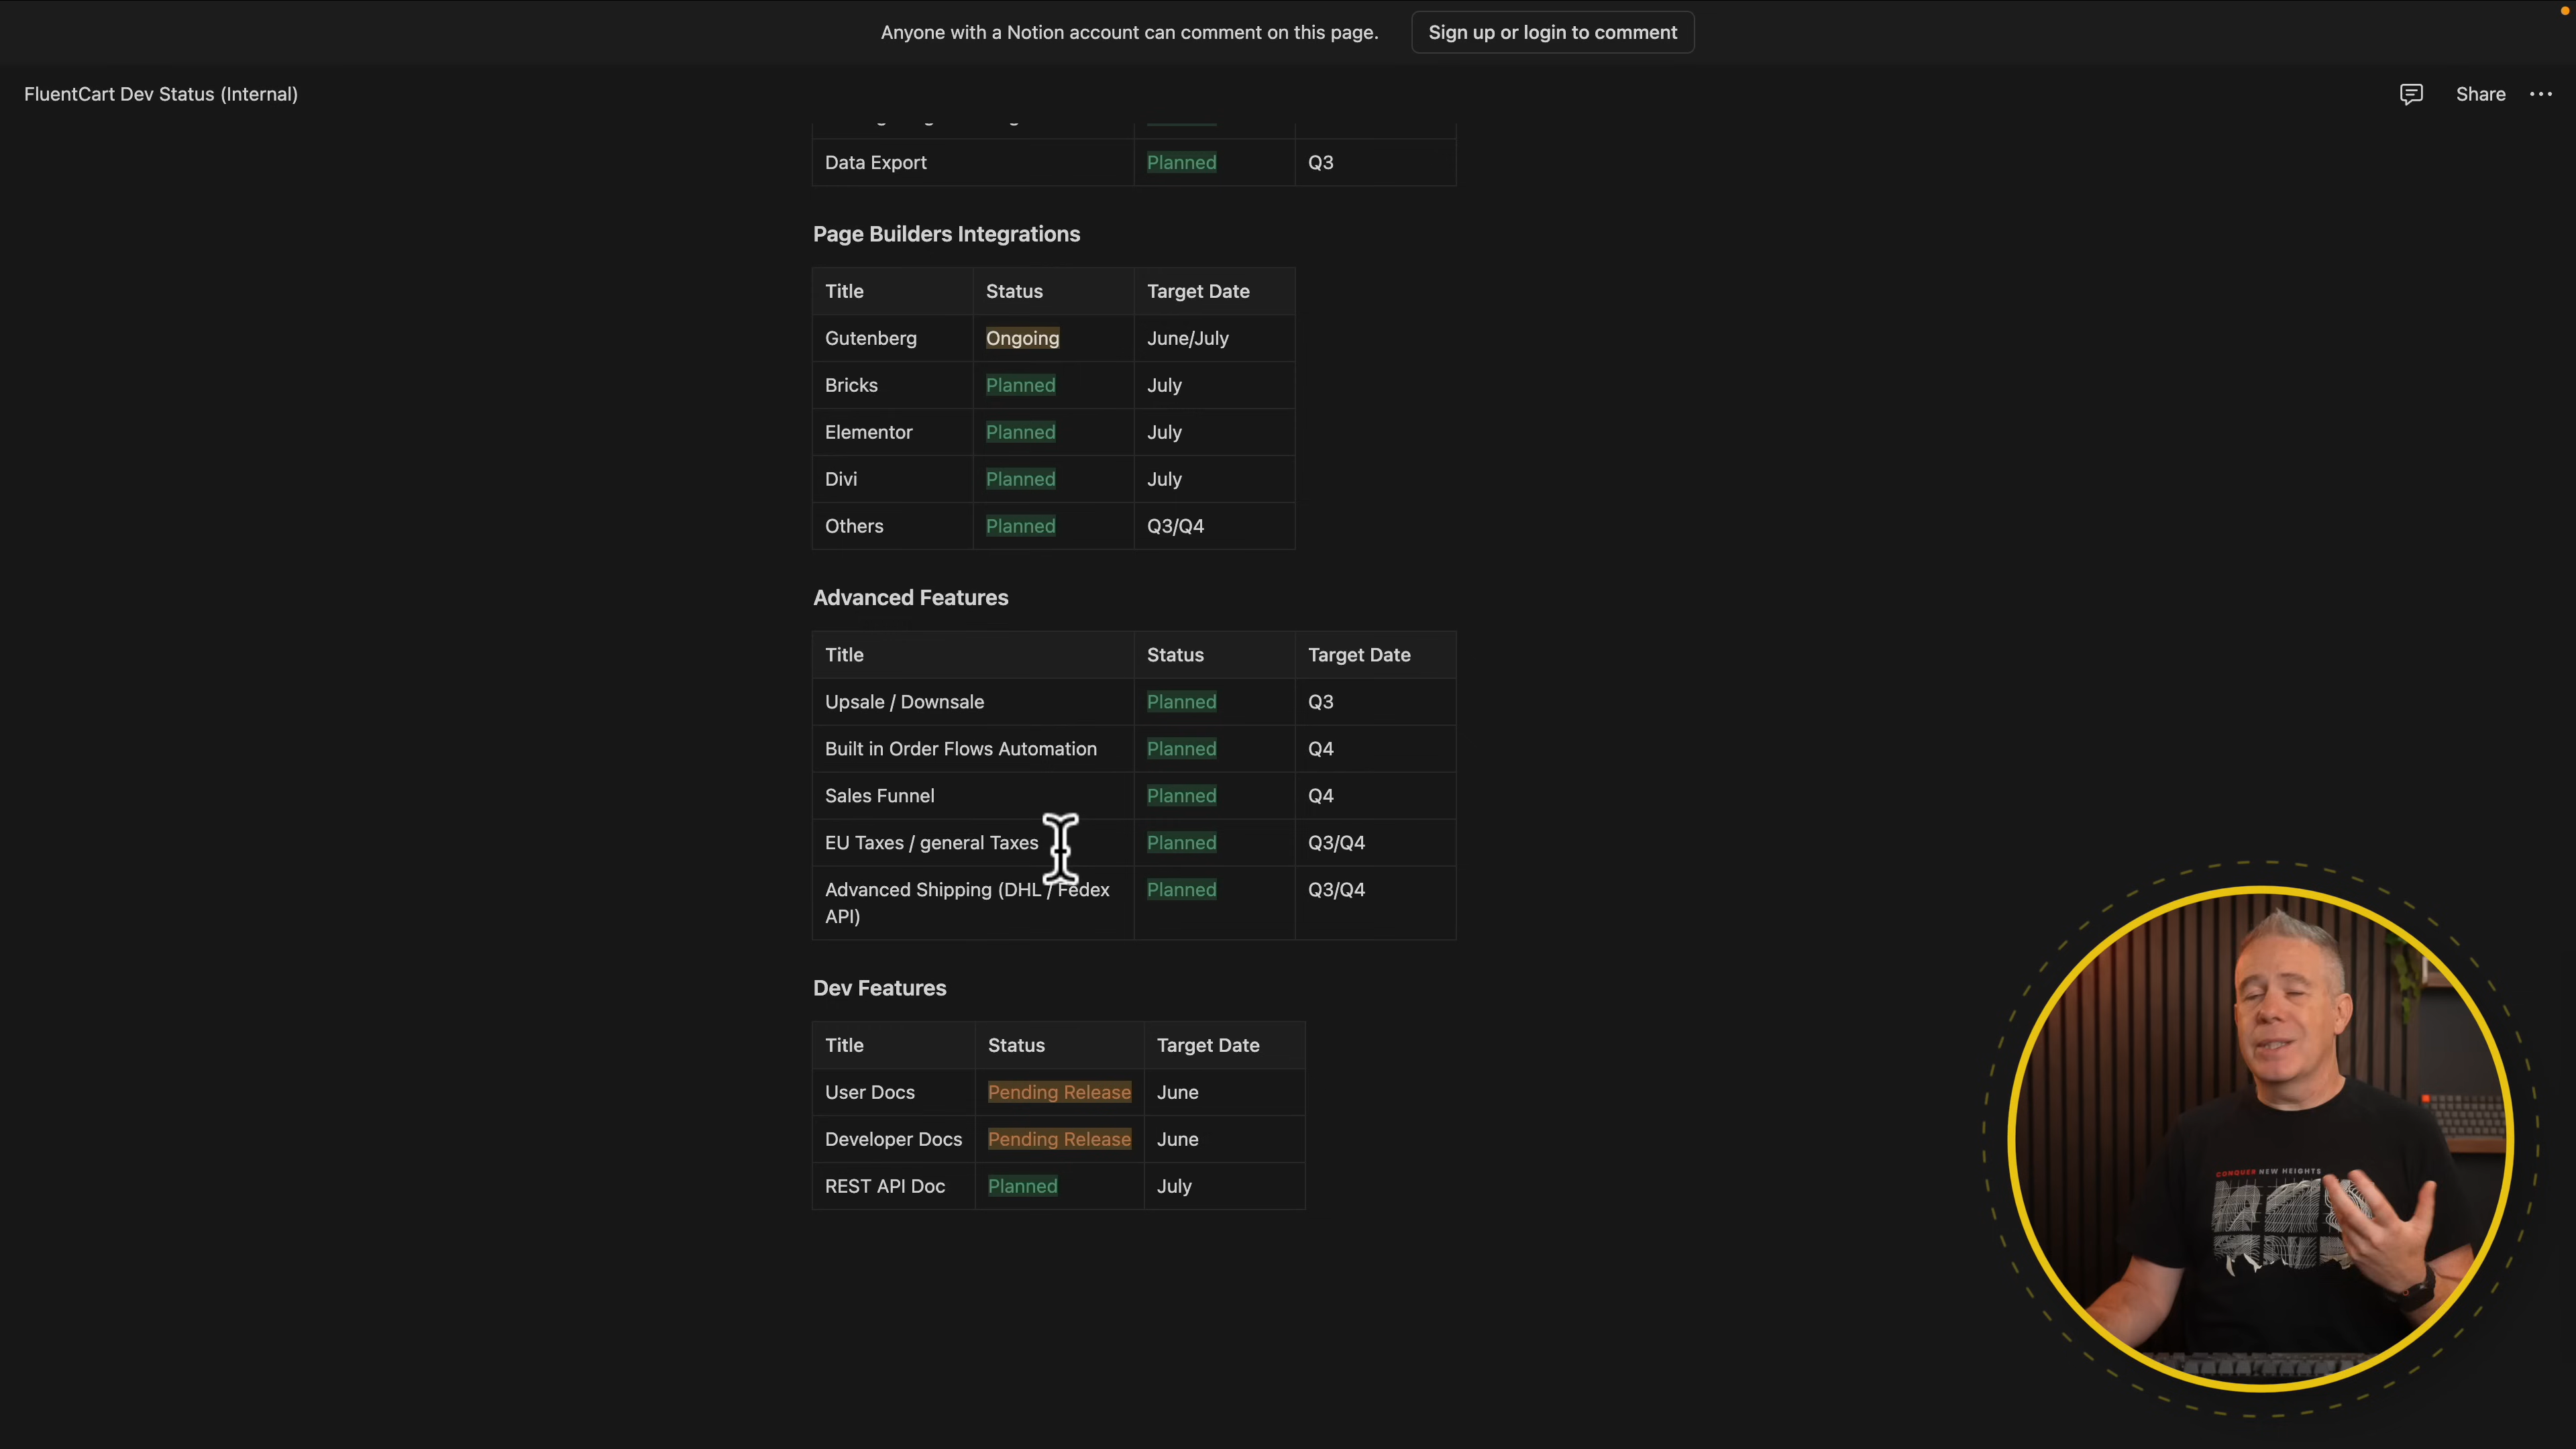 Anyone with a Notion account can comment on this page. Sign up or login to comment
FluentCart Dev Status (Internal) Share
Data Export Planned Q3
Page Builders Integrations
Title Status Target Date
Gutenberg Ongoing June/July
Bricks Planned July
Elementor Planned July
Divi Planned July
Others Planned Q3/Q4
Advanced Features
Title Status Target Date
Upsale / Downsale Planned Q3
Built in Order Flows Automation Planned Q4
Sales Funnel Planned Q4
EU Taxes / general Taxes Planned Q3/Q4
Advanced Shipping (DHL / Fedex Planned Q3/Q4
API)
Dev Features
Title Status Target Date
User Docs Pending Release June
Developer Docs Pending Release June
REST API Doc Planned July
CONQUER NEW HEIGHTS